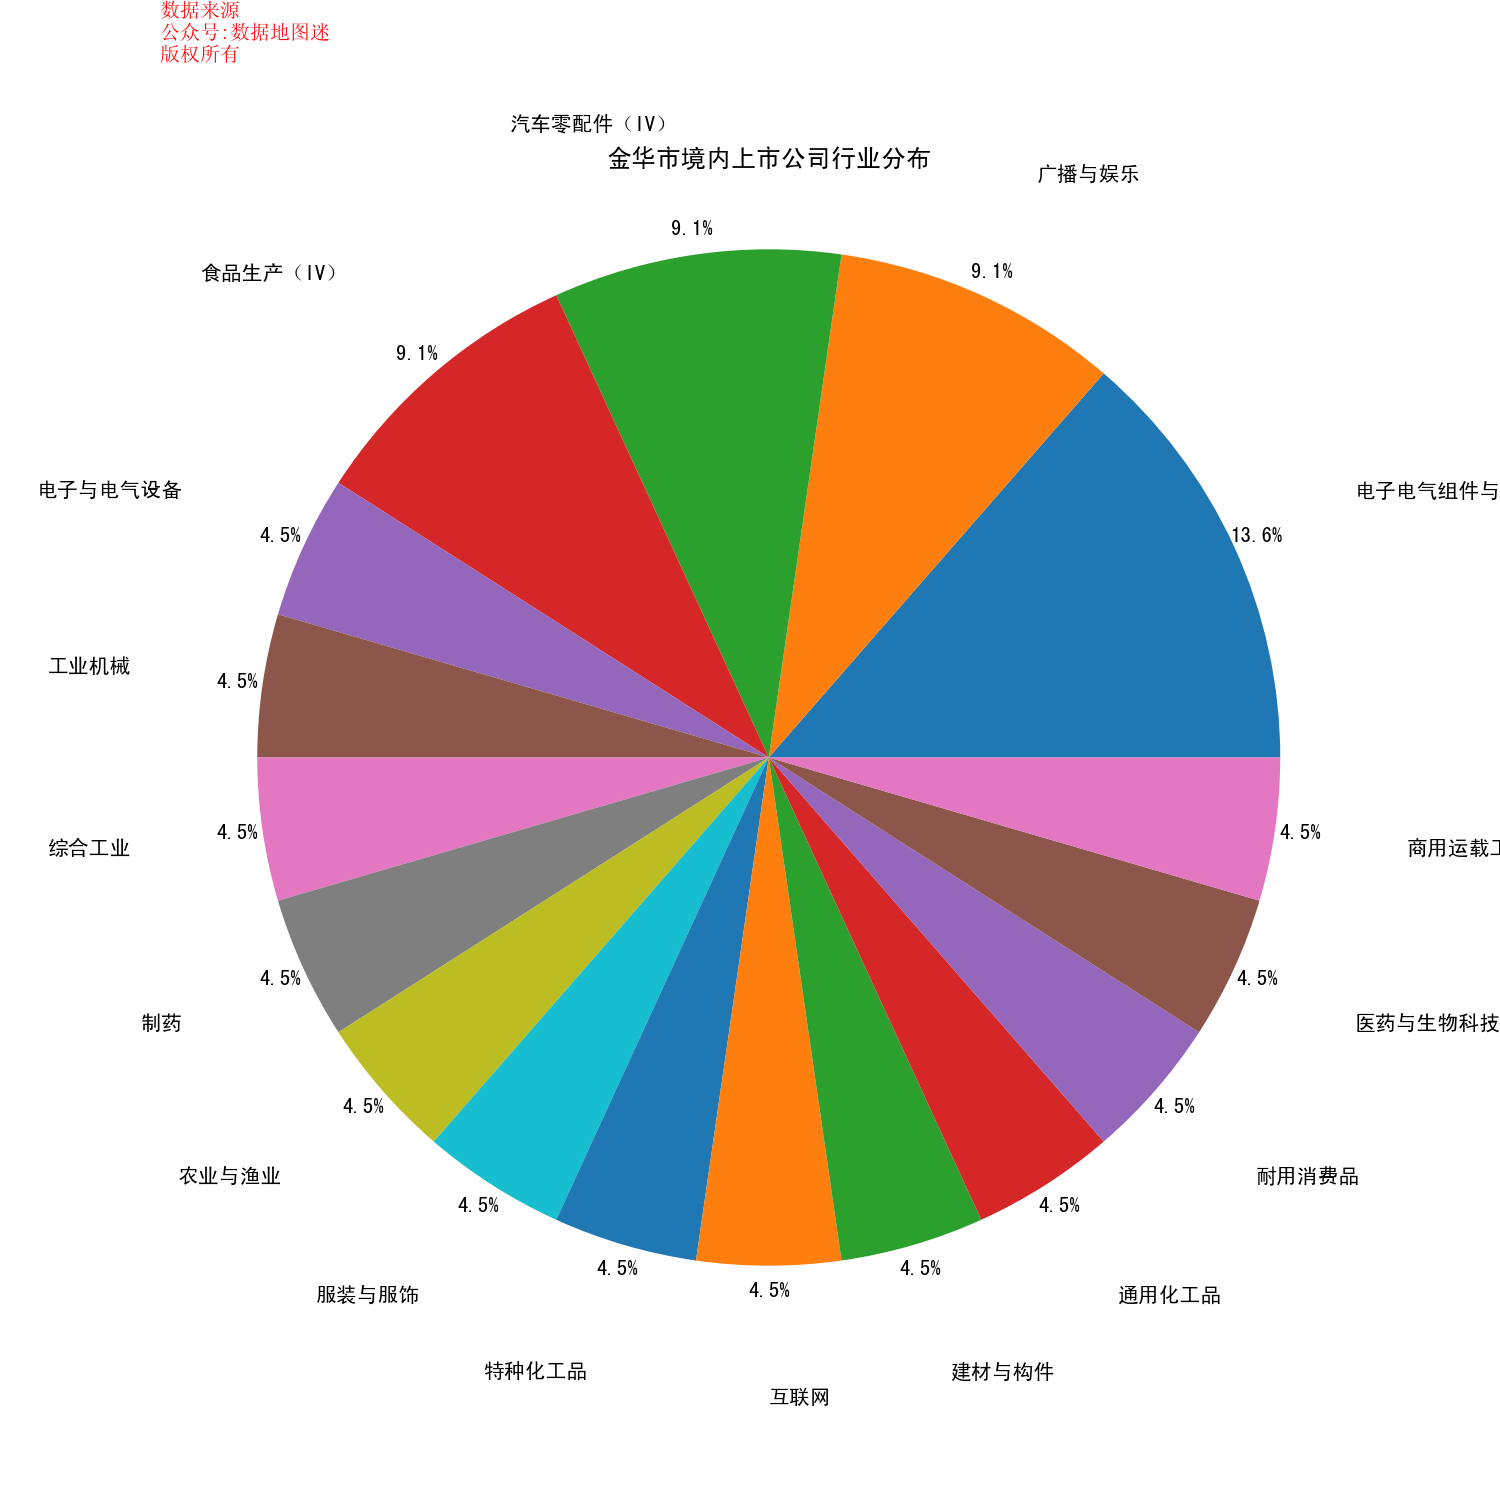 数据来源
公众号:数据地图迷
版权所有
汽车零配件（IV）
金华市境内上市公司行业分布
广播与娱乐
9.1%
9.1%
食品生产（IV）
9.1%
电子与电气设备
电子电气组件与
4.5%
13.6%
工业机械
4.5%
4.5%
4.5%
综合工业
商用运载工
4.5%
4.5%
制药
医药与生物科技
4.5%
4.5%
农业与渔业
耐用消费品
4.5%
4.5%
4.5%
4.5%
4.5%
服装与服饰
通用化工品
特种化工品
建材与构件
互联网